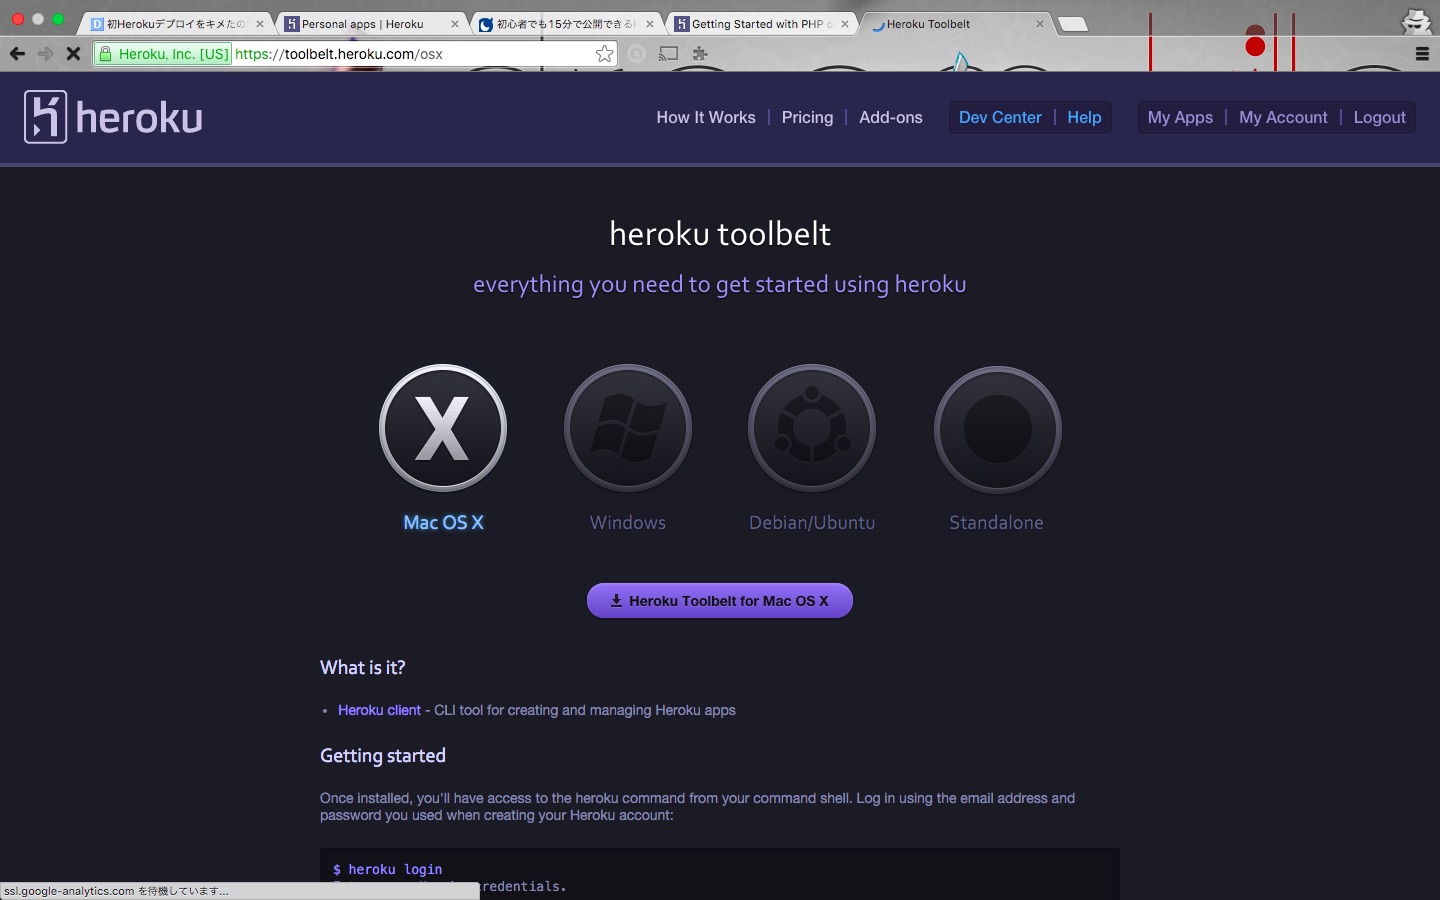 初Herokuデプロイをキメたの
Personal apps | Heroku
初心者でも15分で公開できる
Getting Started with PHP o
Heroku Toolbelt
Heroku, Inc. [US] https://toolbelt.heroku.com/osx
heroku
How It Works
Pricing
Add-ons
Dev Center
Help
My Apps
My Account
Logout
heroku toolbelt
everything you need to get started using heroku
X
Mac OS X
Windows
Debian/Ubuntu
Standalone
Heroku Toolbelt for Mac OS X
What is it?
• Heroku client - CLI tool for creating and managing Heroku apps
Getting started
Once installed, you'll have access to the heroku command from your command shell. Log in using the email address and
password you used when creating your Heroku account:
$ heroku login
credentials.
ssl.google-analytics.com を待機しています...